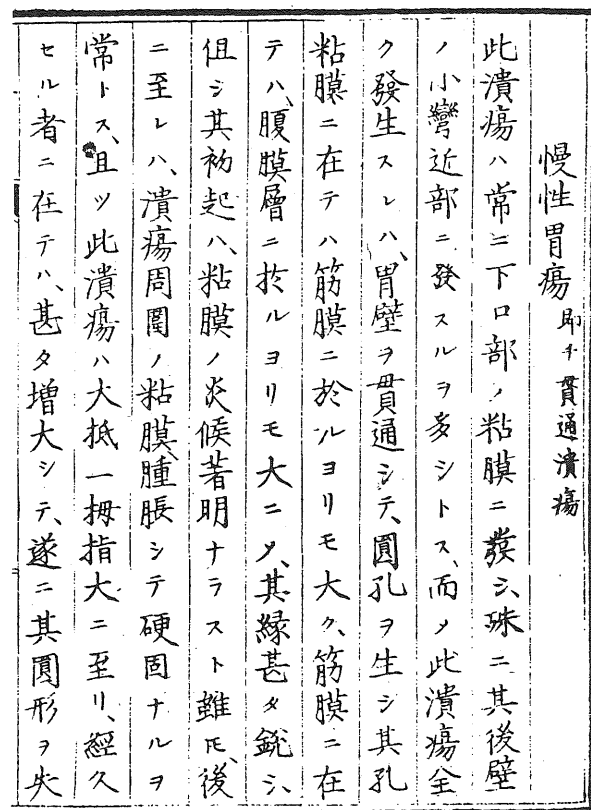 慢性胃瘍 即チ貫通潰瘍
此潰瘍ハ常ニ下口部ノ粘膜ニ發シ、殊ニ其後壁
ノ小彎近部ニ發スルヲ多シトス、而メ此潰瘍全
ク發生スレハ、胃壁ヲ貫通シテ、圓孔ヲ生シ其孔
粘膜ニ在テハ筋膜ニ於ルヨリモ大ク、筋膜ニ在
テハ、腹膜層ニ於ルヨリモ大ニメ、其縁甚タ鋭シ、
但シ其初起ハ、粘膜ノ炎候著明ナラスト雖𪜈、後
ニ至レハ、潰瘍周圍ノ粘膜、腫脹シテ硬固ナルヲ
常トス、且ツ此潰瘍ハ大抵一拇指大ニ至リ、經久
セル者ニ在テハ、甚タ増大シテ、遂ニ其圓形ヲ失